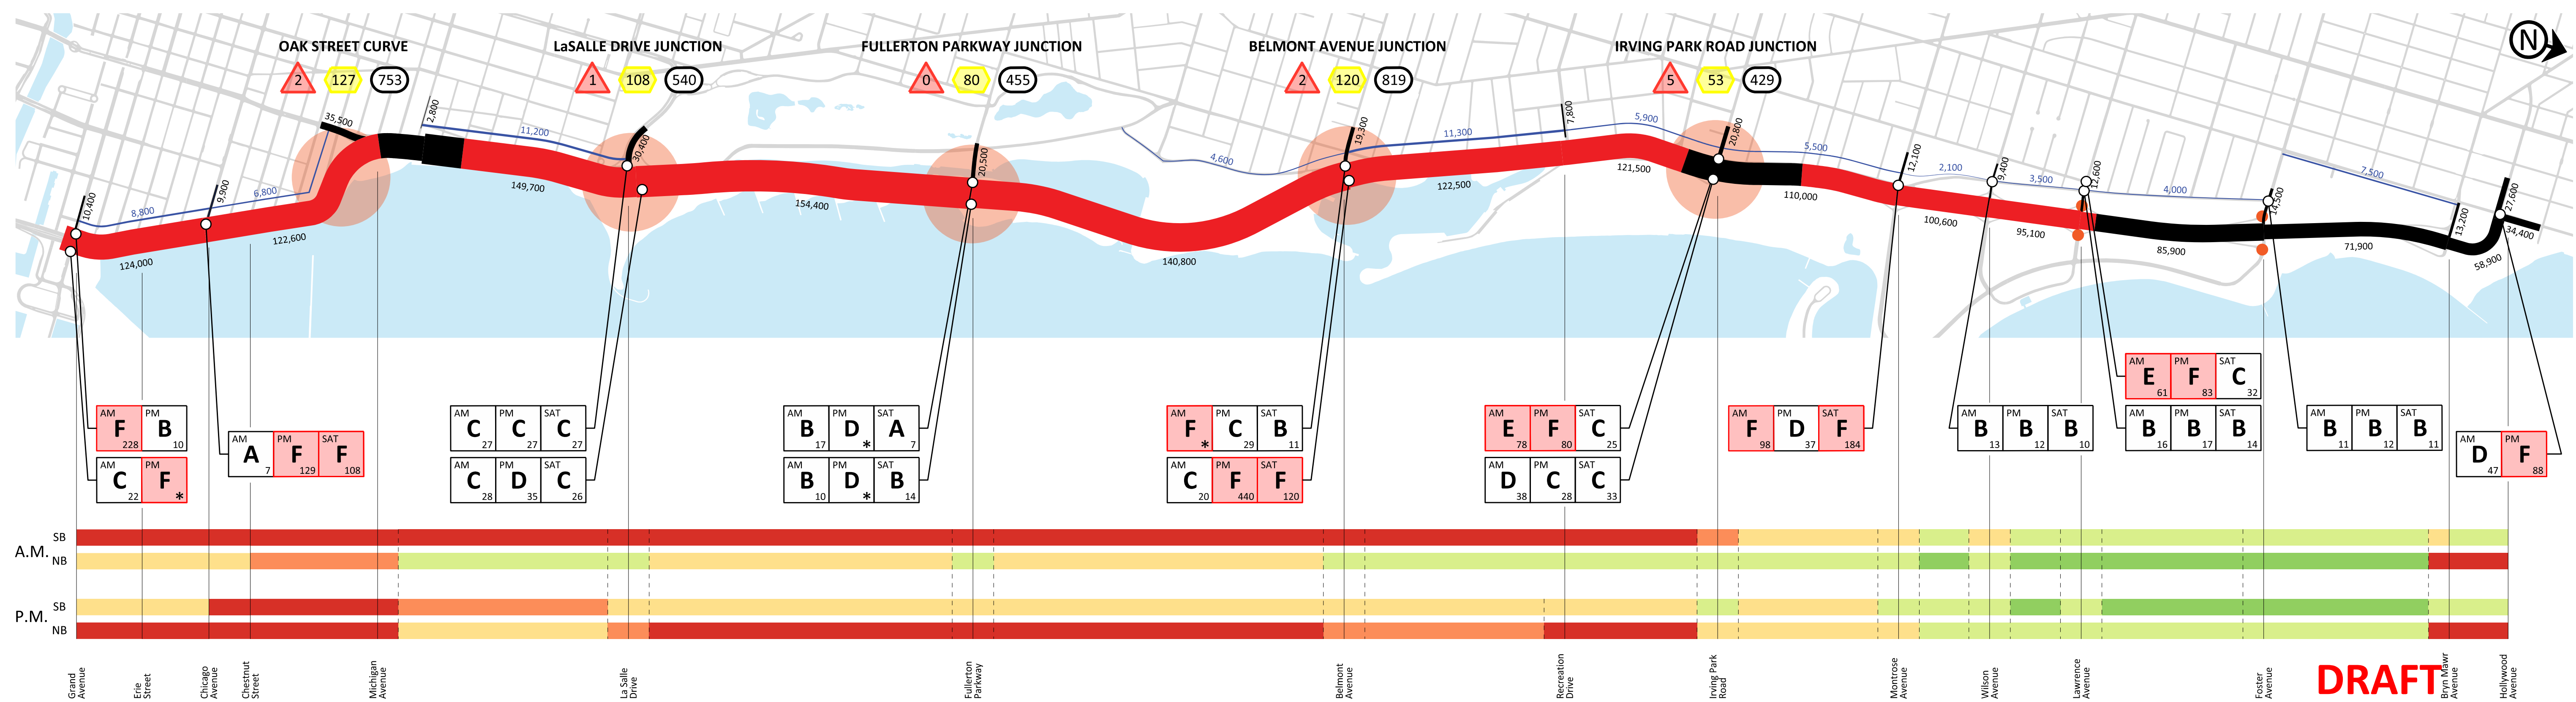 OAK STREET CURVE
2 127 753
LaSALLE DRIVE JUNCTION
1 108 540
FULLERTON PARKWAY JUNCTION
0 80 455
BELMONT AVENUE JUNCTION
2 120 819
IRVING PARK ROAD JUNCTION
5 53 429
N
10,400
8,800
124,000
9,900
6,800
122,600
35,500
2,800
11,200
149,700
30,400
154,400
20,500
4,600
140,800
19,300
11,300
122,500
7,800
5,900
121,500
20,800
5,500
110,000
12,100
2,100
100,600
9,400
3,500
95,100
12,600
4,000
85,900
14,500
7,500
71,900
13,200
58,900
27,600
34,400
AM F 228 PM B 10
AM C 22 PM F *
AM A 7 PM F 129 SAT F 108
AM C 27 PM C 27 SAT C 27
AM C 28 PM D 35 SAT C 26
AM B 17 PM D * SAT A 7
AM B 10 PM D * SAT B 14
AM F * PM C 29 SAT B 11
AM C 20 PM F 440 SAT F 120
AM E 78 PM F 80 SAT C 25
AM D 38 PM C 28 SAT C 33
AM F 98 PM D 37 SAT F 184
AM B 13 PM B 12 SAT B 10
AM E 61 PM F 83 SAT C 32
AM B 16 PM B 17 SAT B 14
AM B 11 PM B 12 SAT B 11
AM D 47 PM F 88
A.M.
SB
NB
P.M.
SB
NB
Grand
Avenue
Erie
Street
Chicago
Avenue
Chestnut
Street
Michigan
Avenue
La Salle
Drive
Fullerton
Parkway
Belmont
Avenue
Recreation
Drive
Irving Park
Road
Montrose
Avenue
Wilson
Avenue
Lawrence
Avenue
Foster
Avenue
DRAFT
Bryn Mawr
Avenue
Hollywood
Avenue